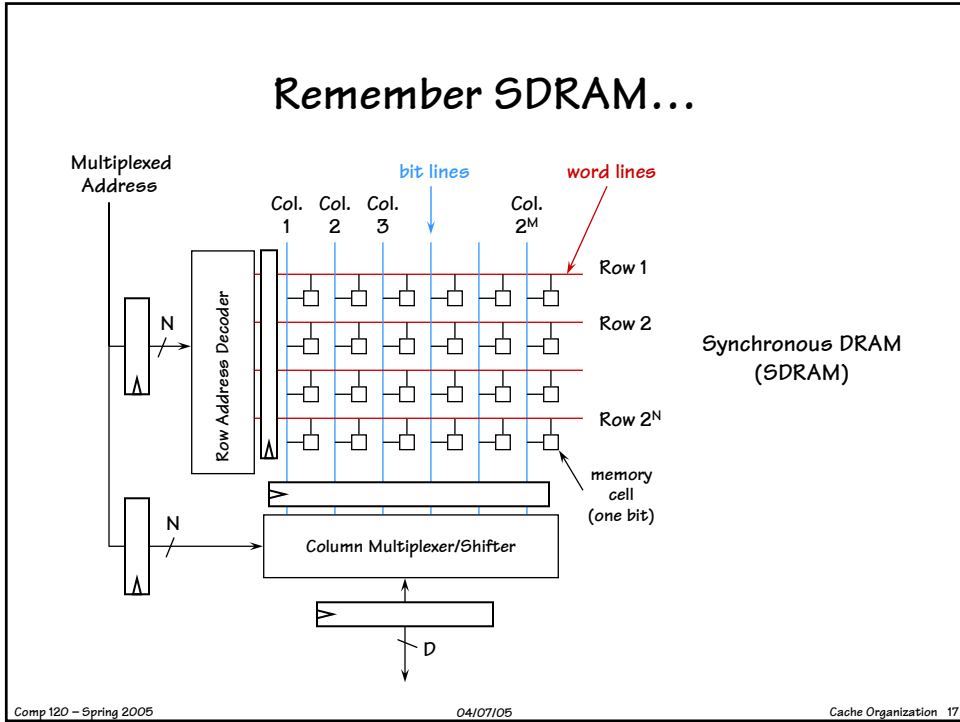 Remember SDRAM...
Multiplexed
Address
bit lines
word lines
Col.
1
Col.
2
Col.
3
Col.
2ᴹ
Row 1
Row 2
Row 2ᴺ
N
Row Address Decoder
Synchronous DRAM
(SDRAM)
memory
cell
(one bit)
N
Column Multiplexer/Shifter
D
Comp 120 – Spring 2005
04/07/05
Cache Organization 17